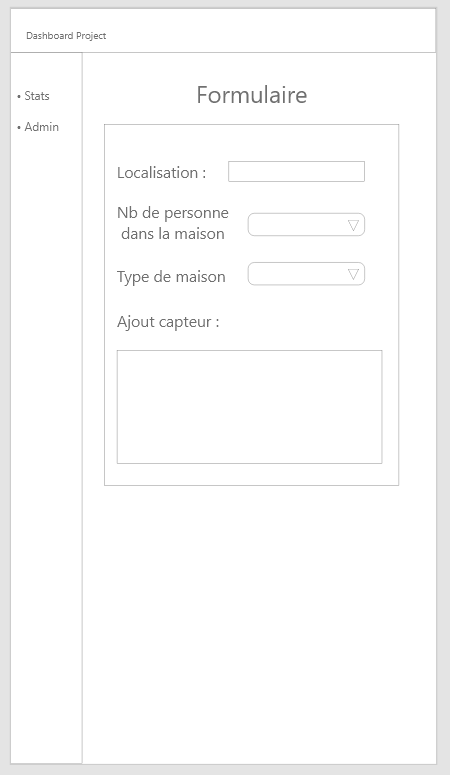 Dashboard Project
• Stats
• Admin
Formulaire
Localisation :
Nb de personne
dans la maison
Type de maison
Ajout capteur :